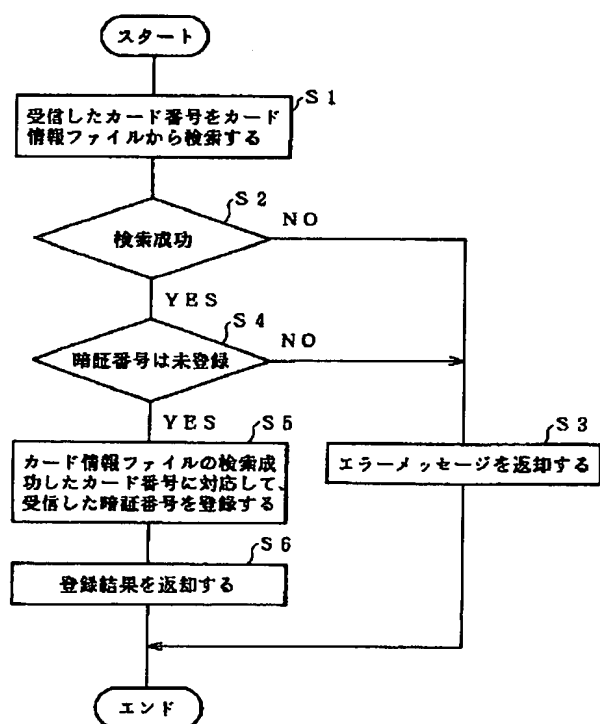 スタート
S1
受信したカード番号をカード
情報ファイルから検索する
S2
検索成功
NO
YES
S4
暗証番号は未登録
NO
YES
S5
カード情報ファイルの検索成
功したカード番号に対応して、
受信した暗証番号を登録する
S3
エラーメッセージを返却する
S6
登録結果を返却する
エンド